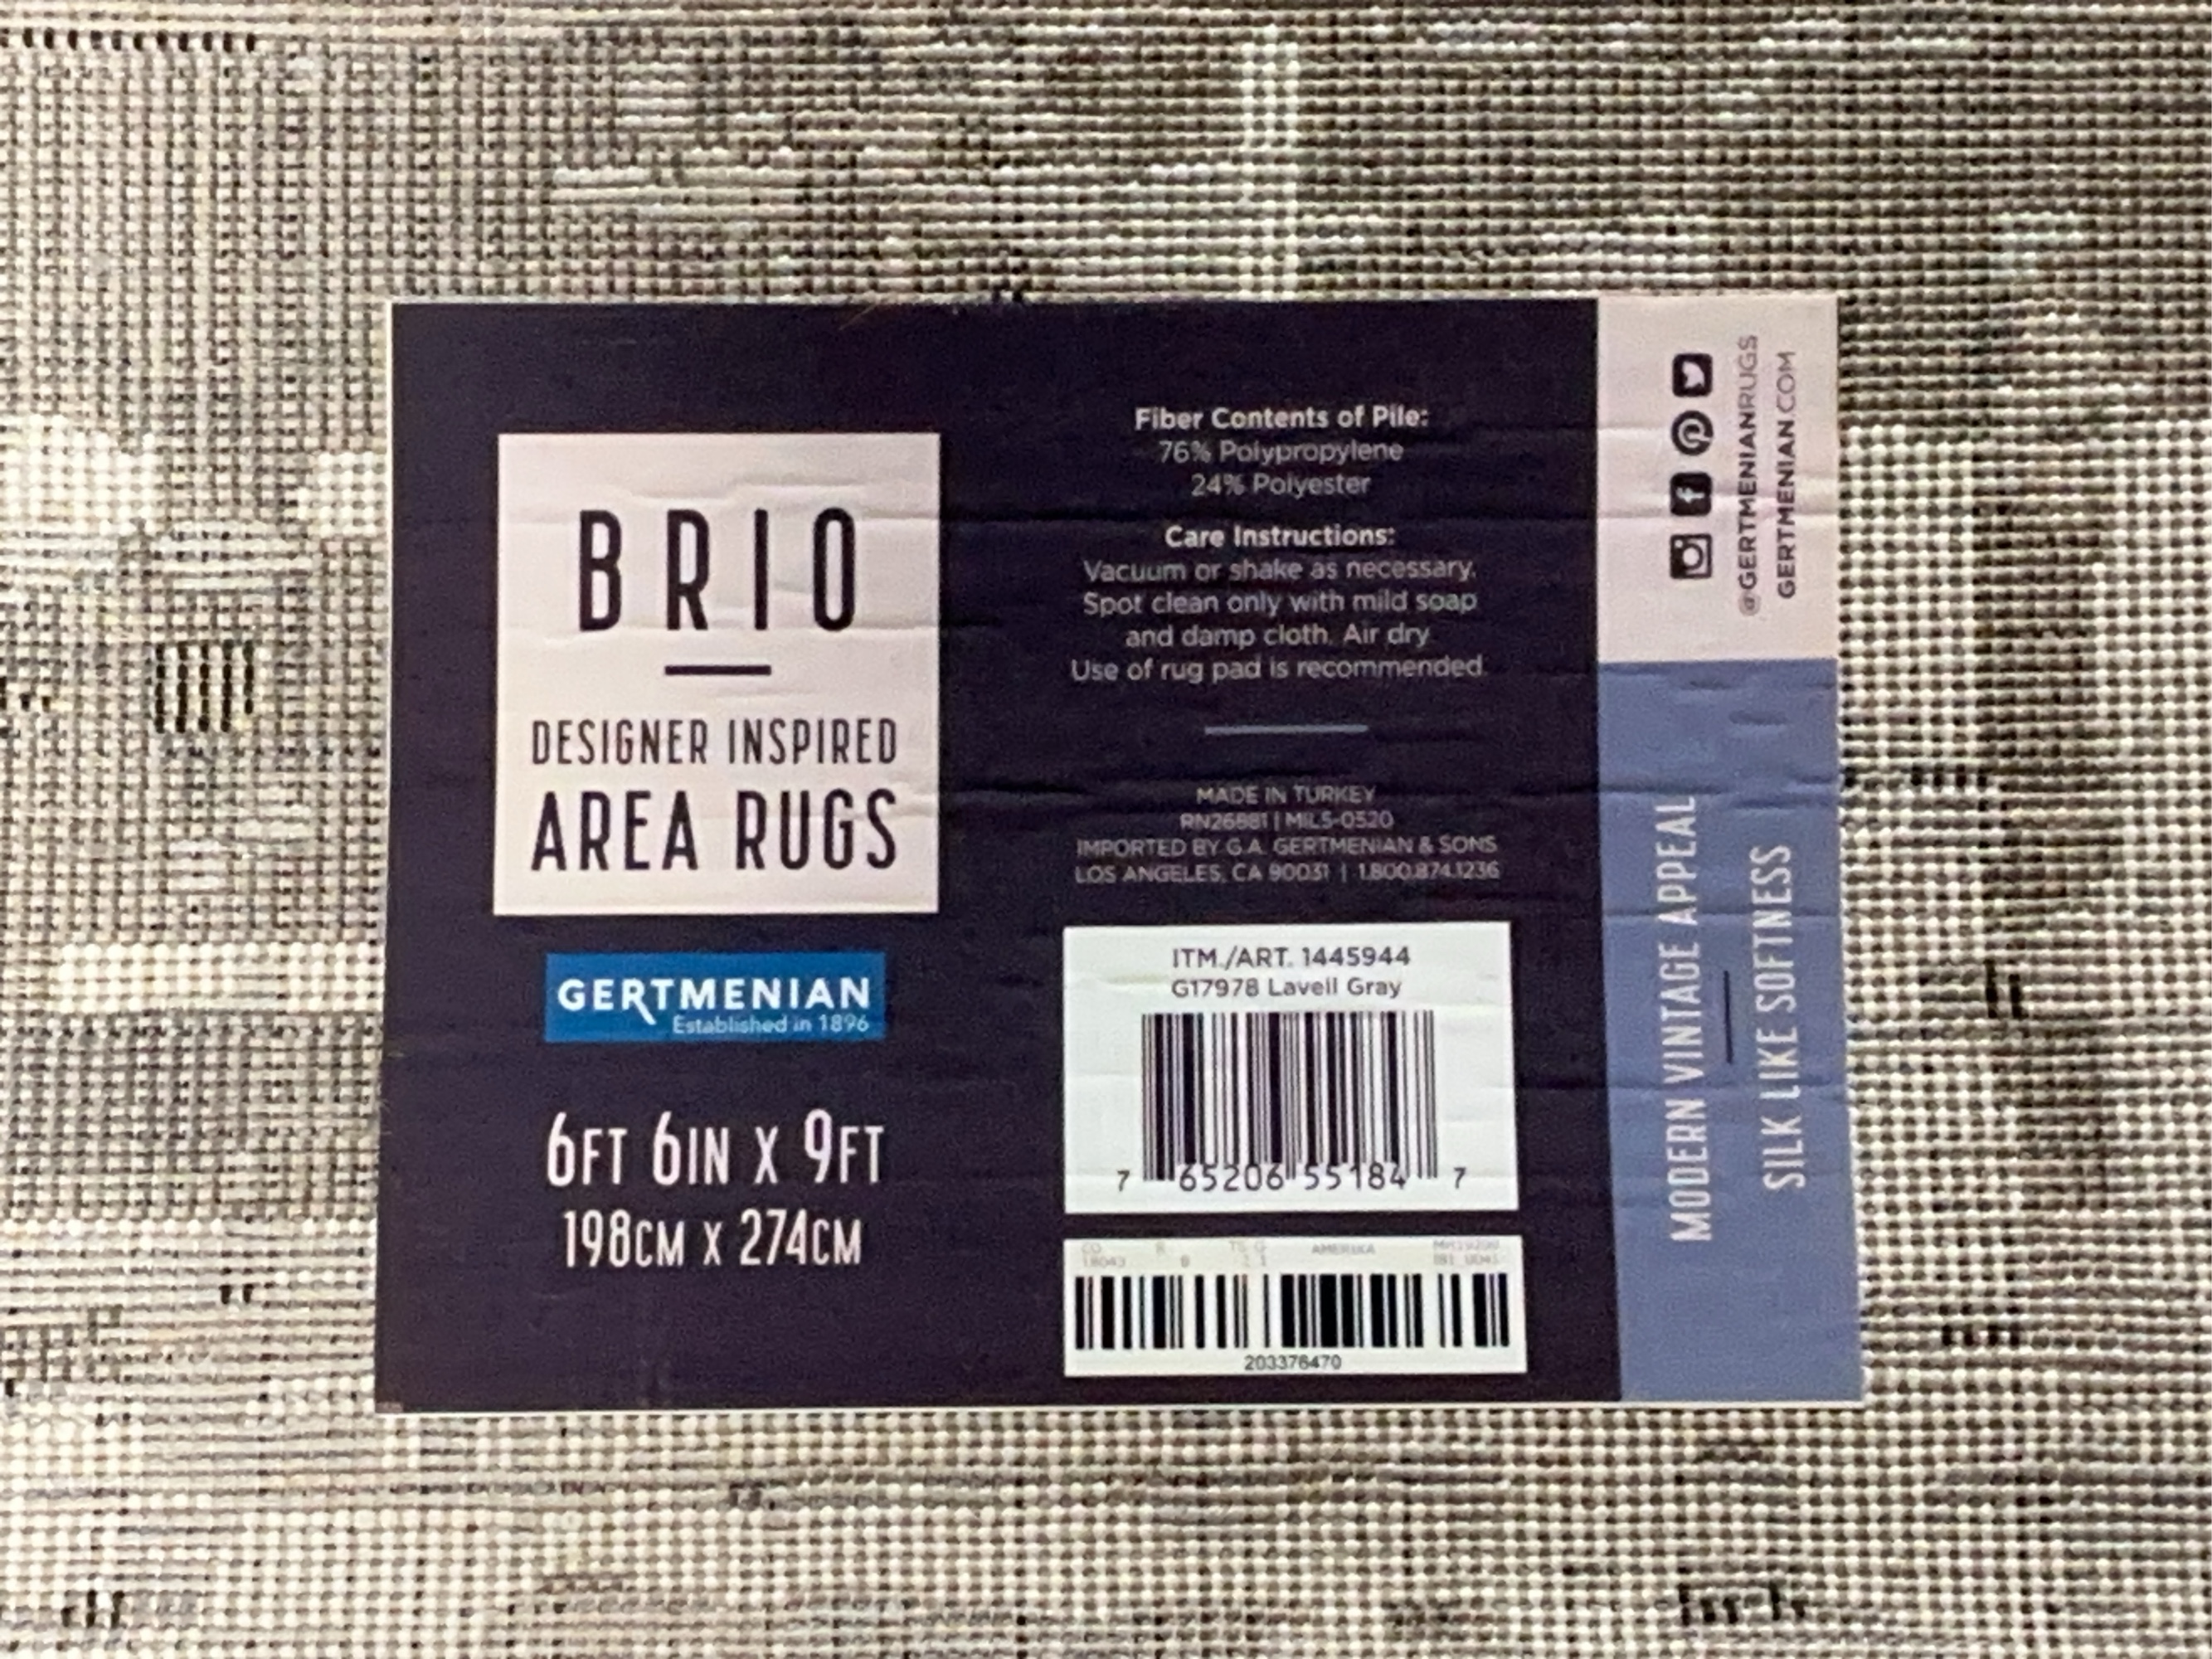 BRIO
DESIGNER INSPIRED
AREA RUGS
GERTMENIAN
Established in 1896
6FT 6IN X 9FT
198CM X 274CM
Fiber Contents of Pile:
76% Polypropylene
24% Polyester
Care Instructions:
Vacuum or shake as necessary.
Spot clean only with mild soap
and damp cloth. Air dry
Use of rug pad is recommended.
MADE IN TURKEY
RN26881 | MILS-0520
IMPORTED BY G.A. GERTMENIAN & SONS
LOS ANGELES, CA 90031 | 1.800.874.1236
ITM./ART. 1445944
G17978 Lavell Gray
7 65206 55184 7
AMERIKA
203376470
@GERTMENIANRUGS
GERTMENIAN.COM
MODERN VINTAGE APPEAL
SILK LIKE SOFTNESS